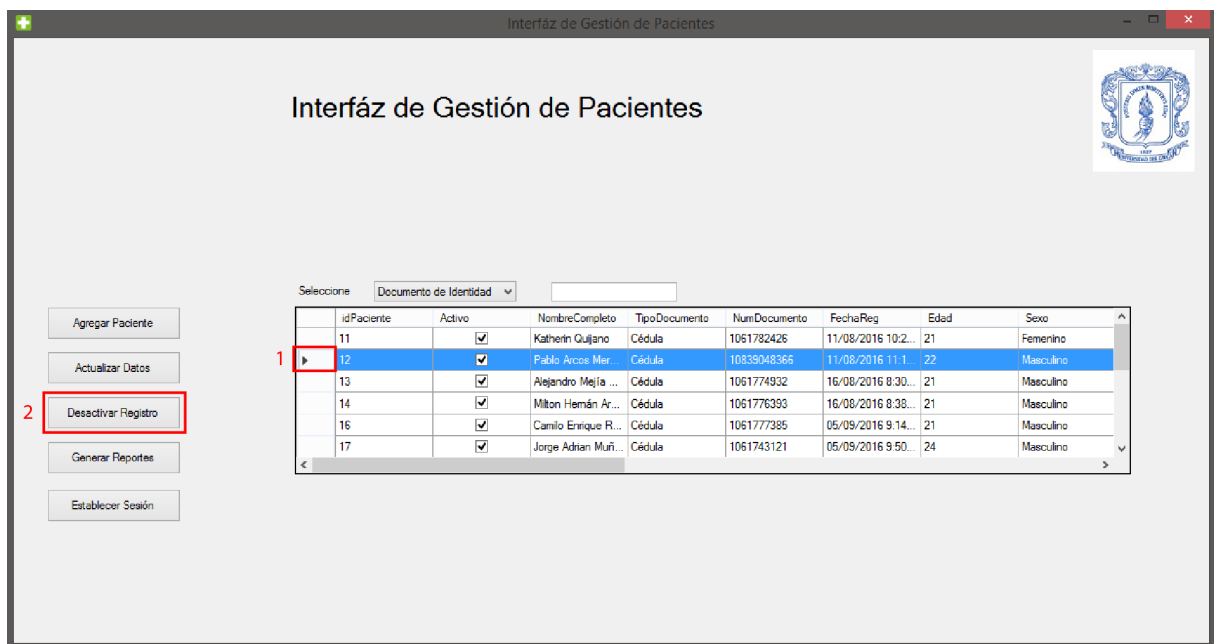 Interfáz de Gestión de Pacientes
Interfáz de Gestión de Pacientes
Seleccione Documento de Identidad
idPaciente Activo NombreCompleto TipoDocumento NumDocumento FechaReg Edad Sexo
11 Katherin Quijano Cédula 1061782426 11/08/2016 10:2... 21 Femenino
1 12 Pablo Arcos Mer... Cédula 10839048366 11/08/2016 11:1... 22 Masculino
13 Alejandro Mejía ... Cédula 1061774932 16/08/2016 8:30... 21 Masculino
14 Milton Hernán Ar... Cédula 1061776393 16/08/2016 8:38... 21 Masculino
16 Camilo Enrique R... Cédula 1061777385 05/09/2016 9:14... 21 Masculino
17 Jorge Adrian Muñ... Cédula 1061743121 05/09/2016 9:50... 24 Masculino
Agregar Paciente
Actualizar Datos
2 Desactivar Registro
Generar Reportes
Establecer Sesión